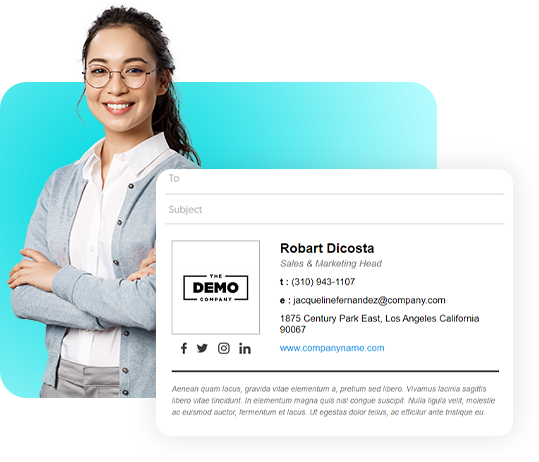 To
Subject
THE
DEMO
COMPANY
Robart Dicosta
Sales & Marketing Head
t : (310) 943-1107
e : jacquelinefernandez@company.com
1875 Century Park East, Los Angeles California
90067
www.companyname.com
Aenean quam lacus, gravida vitae elementum a, pretium sed libero. Vivamus lacinia sagittis
libero vitae tincidunt. In elementum magna quis nisl congue suscipit. Nulla ligula velit, molestie
ac euismod auctor, fermentum et lacus. Ut egestas dolor tellus, ac efficitur ante tristique eu.